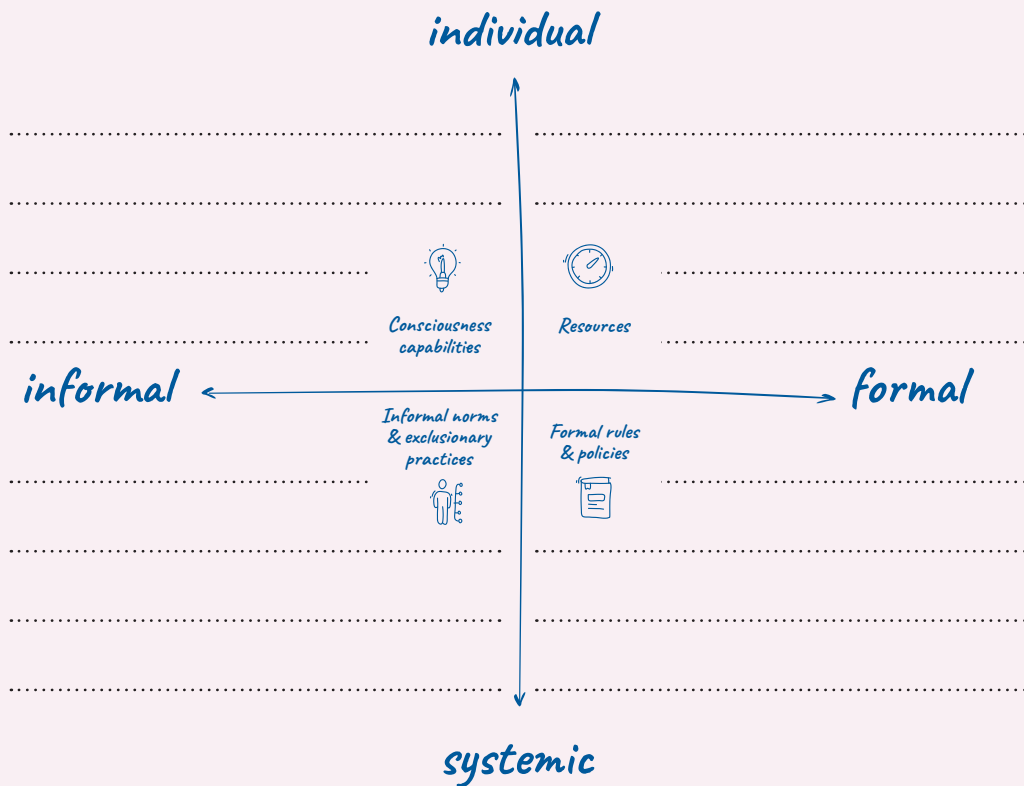 individual
Consciousness
capabilities
Resources
informal
formal
Informal norms
& exclusionary
practices
Formal rules
& policies
systemic